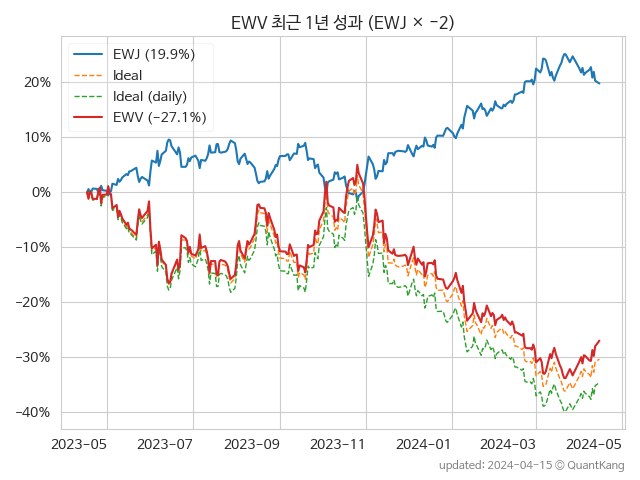 EWV 최근 1년 성과 (EWJ × −2)
EWJ (19.9%)
Ideal
Ideal (daily)
EWV (−27.1%)
20%
10%
0%
−10%
−20%
−30%
−40%
2023-05 2023-07 2023-09 2023-11 2024-01 2024-03 2024-05
updated: 2024-04-15 © QuantKang